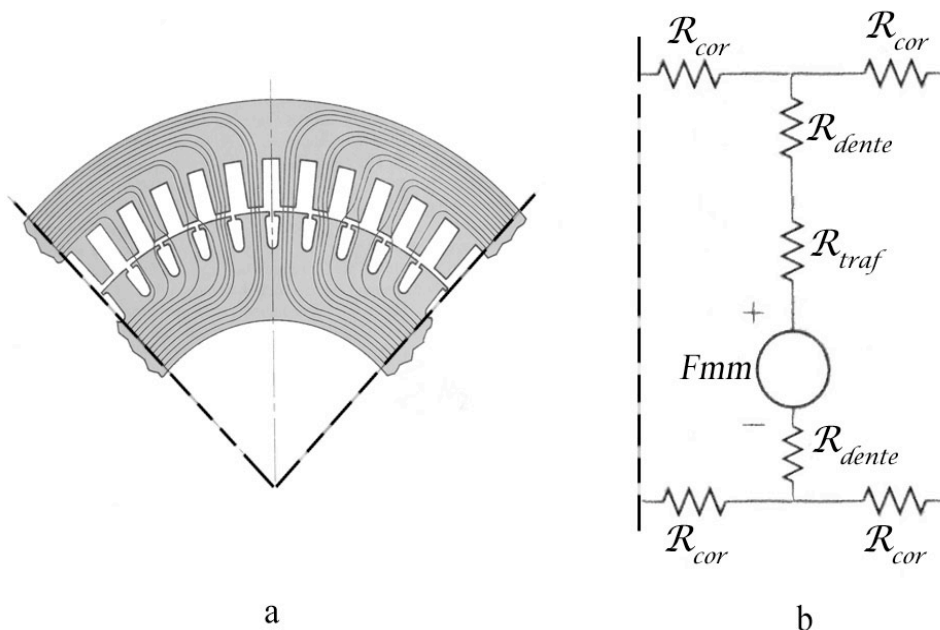 ℛcor
ℛcor
ℛdente
ℛtraf
+
Fmm
—
ℛdente
ℛcor
ℛcor
a
b